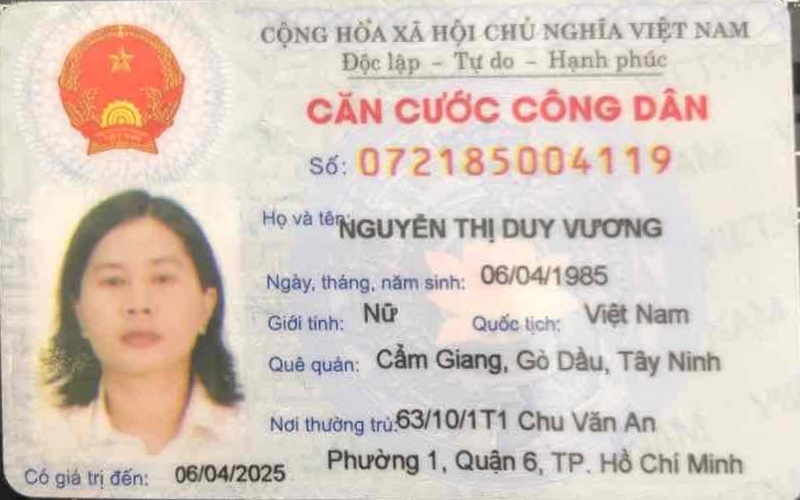 CỘNG HÒA XÃ HỘI CHỦ NGHĨA VIỆT NAM
Độc lập - Tự do - Hạnh phúc
CĂN CƯỚC CÔNG DÂN
Số: 072185004119
Họ và tên: NGUYỄN THỊ DUY VƯƠNG
Ngày, tháng, năm sinh: 06/04/1985
Giới tính: Nữ Quốc tịch: Việt Nam
Quê quán: Cẩm Giang, Gò Dầu, Tây Ninh
Nơi thường trú: 63/10/1T1 Chu Văn An
Phường 1, Quận 6, TP. Hồ Chí Minh
Có giá trị đến: 06/04/2025